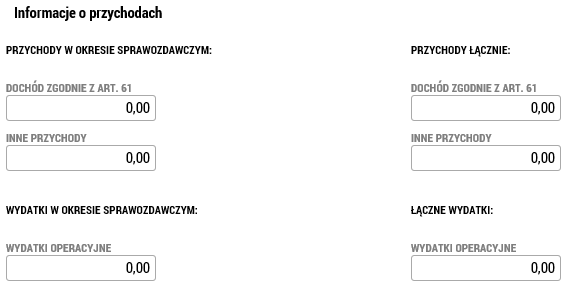 Informacje o przychodach
PRZYCHODY W OKRESIE SPRAWOZDAWCZYM:
PRZYCHODY ŁĄCZNIE:
DOCHÓD ZGODNIE Z ART. 61
DOCHÓD ZGODNIE Z ART. 61
0,00
0,00
INNE PRZYCHODY
INNE PRZYCHODY
0,00
0,00
WYDATKI W OKRESIE SPRAWOZDAWCZYM:
ŁĄCZNE WYDATKI:
WYDATKI OPERACYJNE
WYDATKI OPERACYJNE
0,00
0,00